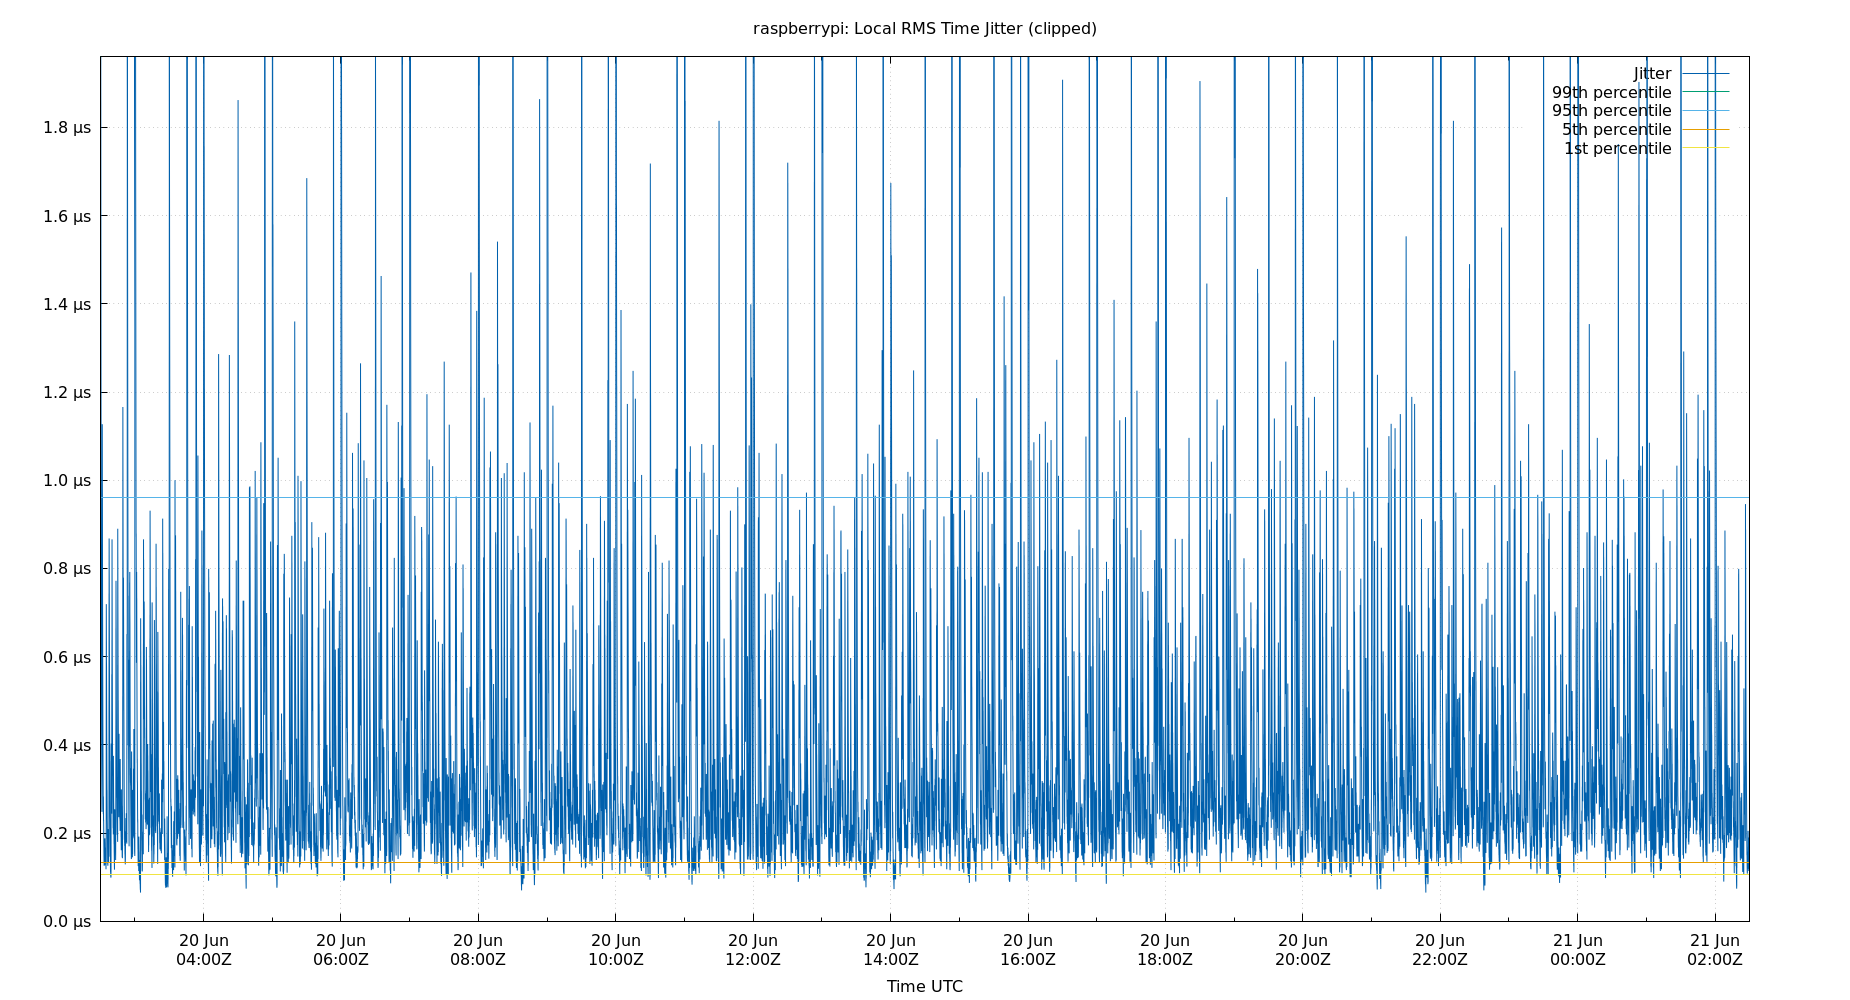 raspberrypi: Local RMS Time Jitter (clipped)
Jitter
99th percentile
95th percentile
5th percentile
1st percentile
1.8 μs
1.6 μs
1.4 μs
1.2 μs
1.0 μs
0.8 μs
0.6 μs
0.4 μs
0.2 μs
0.0 μs
20 Jun 20 Jun 20 Jun 20 Jun 20 Jun 20 Jun 20 Jun 20 Jun 20 Jun 20 Jun 21 Jun 21 Jun
04:00Z 06:00Z 08:00Z 10:00Z 12:00Z 14:00Z 16:00Z 18:00Z 20:00Z 22:00Z 00:00Z 02:00Z
Time UTC